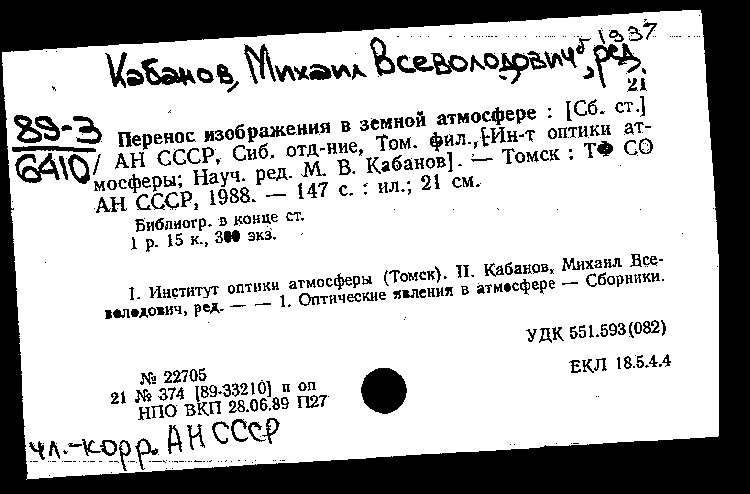 Кабанов, Михаил Всеволодович, ред.
1937
21
89-3
6410
Перенос изображения в земной атмосфере : [Сб. ст.]
/ АН СССР, Сиб. отд-ние, Том. фил., [Ин-т оптики ат-
мосферы; Науч. ред. М. В. Кабанов]. — Томск : ТФ СО
АН СССР, 1988. — 147 с. : ил.; 21 см.
Библиогр. в конце ст.
1 р. 15 к., 300 экз.
I. Институт оптики атмосферы (Томск). II. Кабанов, Михаил Все-
володович, ред. — — 1. Оптические явления в атмосфере — Сборники.
УДК 551.593(082)
ЕКЛ 18.5.4.4
№ 22705
21 № 374 [89-33210] п оп
НПО ВКП 28.06.89 П27
чл.-корр. АН СССР